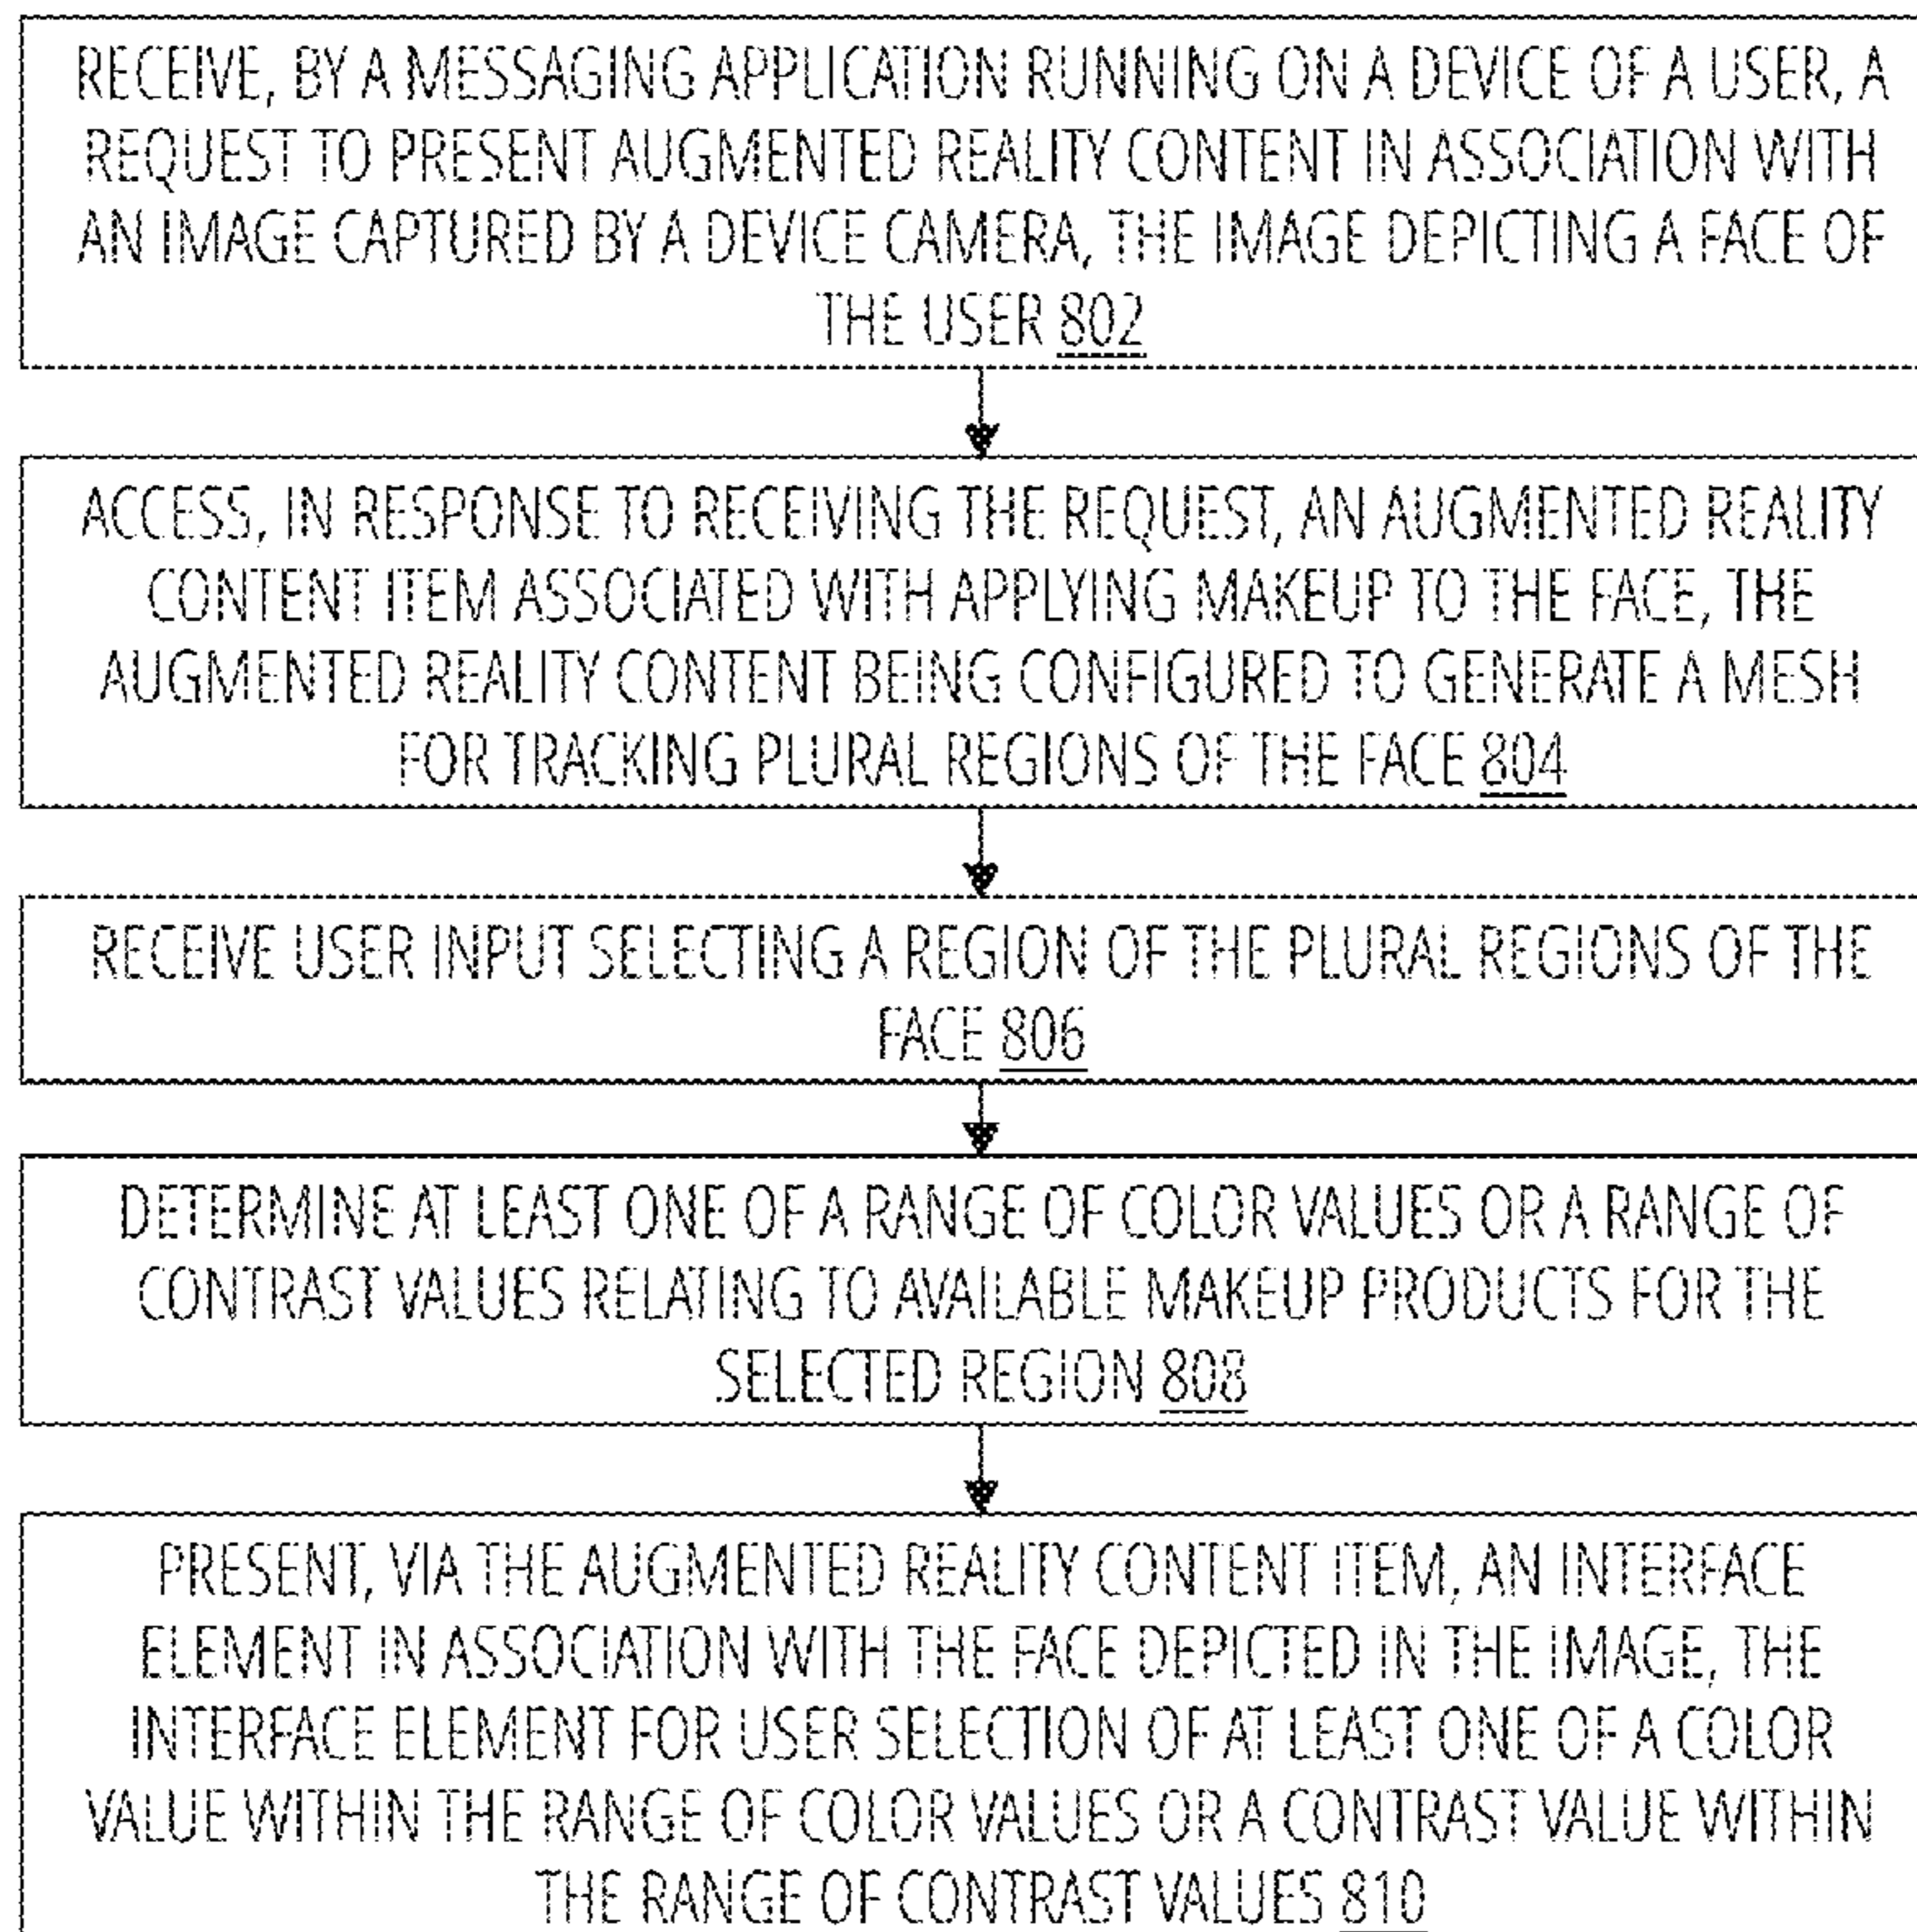 RECEIVE, BY A MESSAGING APPLICATION RUNNING ON A DEVICE OF A USER, A
REQUEST TO PRESENT AUGMENTED REALITY CONTENT IN ASSOCIATION WITH
AN IMAGE CAPTURED BY A DEVICE CAMERA, THE IMAGE DEPICTING A FACE OF
THE USER 802
ACCESS, IN RESPONSE TO RECEIVING THE REQUEST, AN AUGMENTED REALITY
CONTENT ITEM ASSOCIATED WITH APPLYING MAKEUP TO THE FACE, THE
AUGMENTED REALITY CONTENT BEING CONFIGURED TO GENERATE A MESH
FOR TRACKING PLURAL REGIONS OF THE FACE 804
RECEIVE USER INPUT SELECTING A REGION OF THE PLURAL REGIONS OF THE
FACE 806
DETERMINE AT LEAST ONE OF A RANGE OF COLOR VALUES OR A RANGE OF
CONTRAST VALUES RELATING TO AVAILABLE MAKEUP PRODUCTS FOR THE
SELECTED REGION 808
PRESENT, VIA THE AUGMENTED REALITY CONTENT ITEM, AN INTERFACE
ELEMENT IN ASSOCIATION WITH THE FACE DEPICTED IN THE IMAGE, THE
INTERFACE ELEMENT FOR USER SELECTION OF AT LEAST ONE OF A COLOR
VALUE WITHIN THE RANGE OF COLOR VALUES OR A CONTRAST VALUE WITHIN
THE RANGE OF CONTRAST VALUES 810